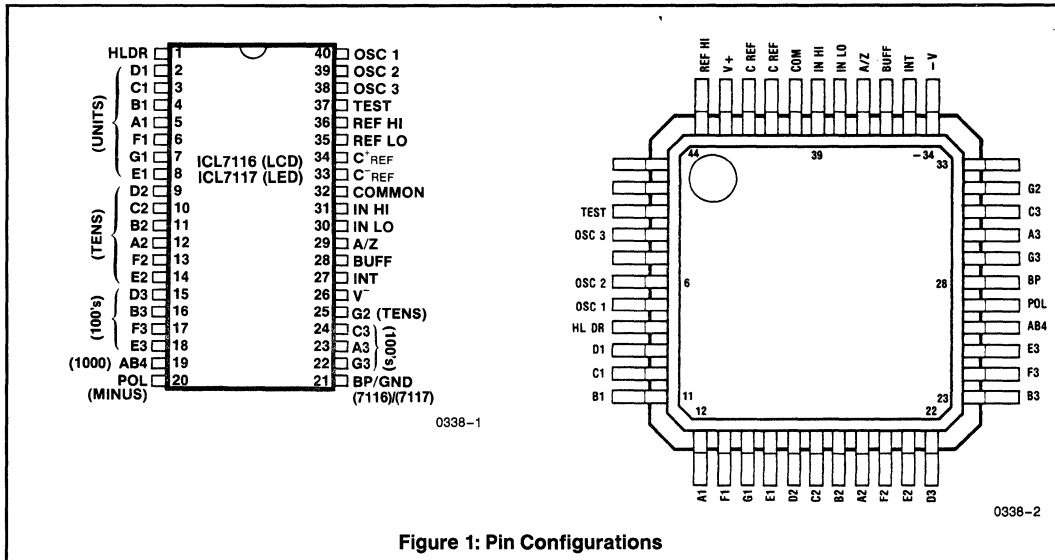 HLDR 1 40 OSC 1
D1 2 39 OSC 2
C1 3 38 OSC 3
B1 4 37 TEST
A1 5 36 REF HI
F1 6 35 REF LO
G1 7 34 C⁺REF
E1 8 33 C⁻REF
D2 9 32 COMMON
C2 10 31 IN HI
B2 11 30 IN LO
A2 12 29 A/Z
F2 13 28 BUFF
E2 14 27 INT
D3 15 26 V⁻
B3 16 25 G2 (TENS)
F3 17 24 C3
E3 18 23 A3
(1000) AB4 19 22 G3
POL 20 21 BP/GND
(MINUS) (7116)/(7117)
(UNITS)
(TENS)
(100's)
(100's)
ICL7116 (LCD)
ICL7117 (LED)
0338–1
REF HI
V+
C REF
C REF
COM
IN HI
IN LO
A/Z
BUFF
INT
–V
44 39 –34
33
TEST
OSC 3
OSC 2 6
OSC 1
HL DR
D1
C1
B1 11
12
G2
C3
A3
G3
BP 28
POL
AB4
E3
F3
B3 23
22
A1
F1
G1
E1
D2
C2
B2
A2
F2
E2
D3
0338–2
Figure 1: Pin Configurations